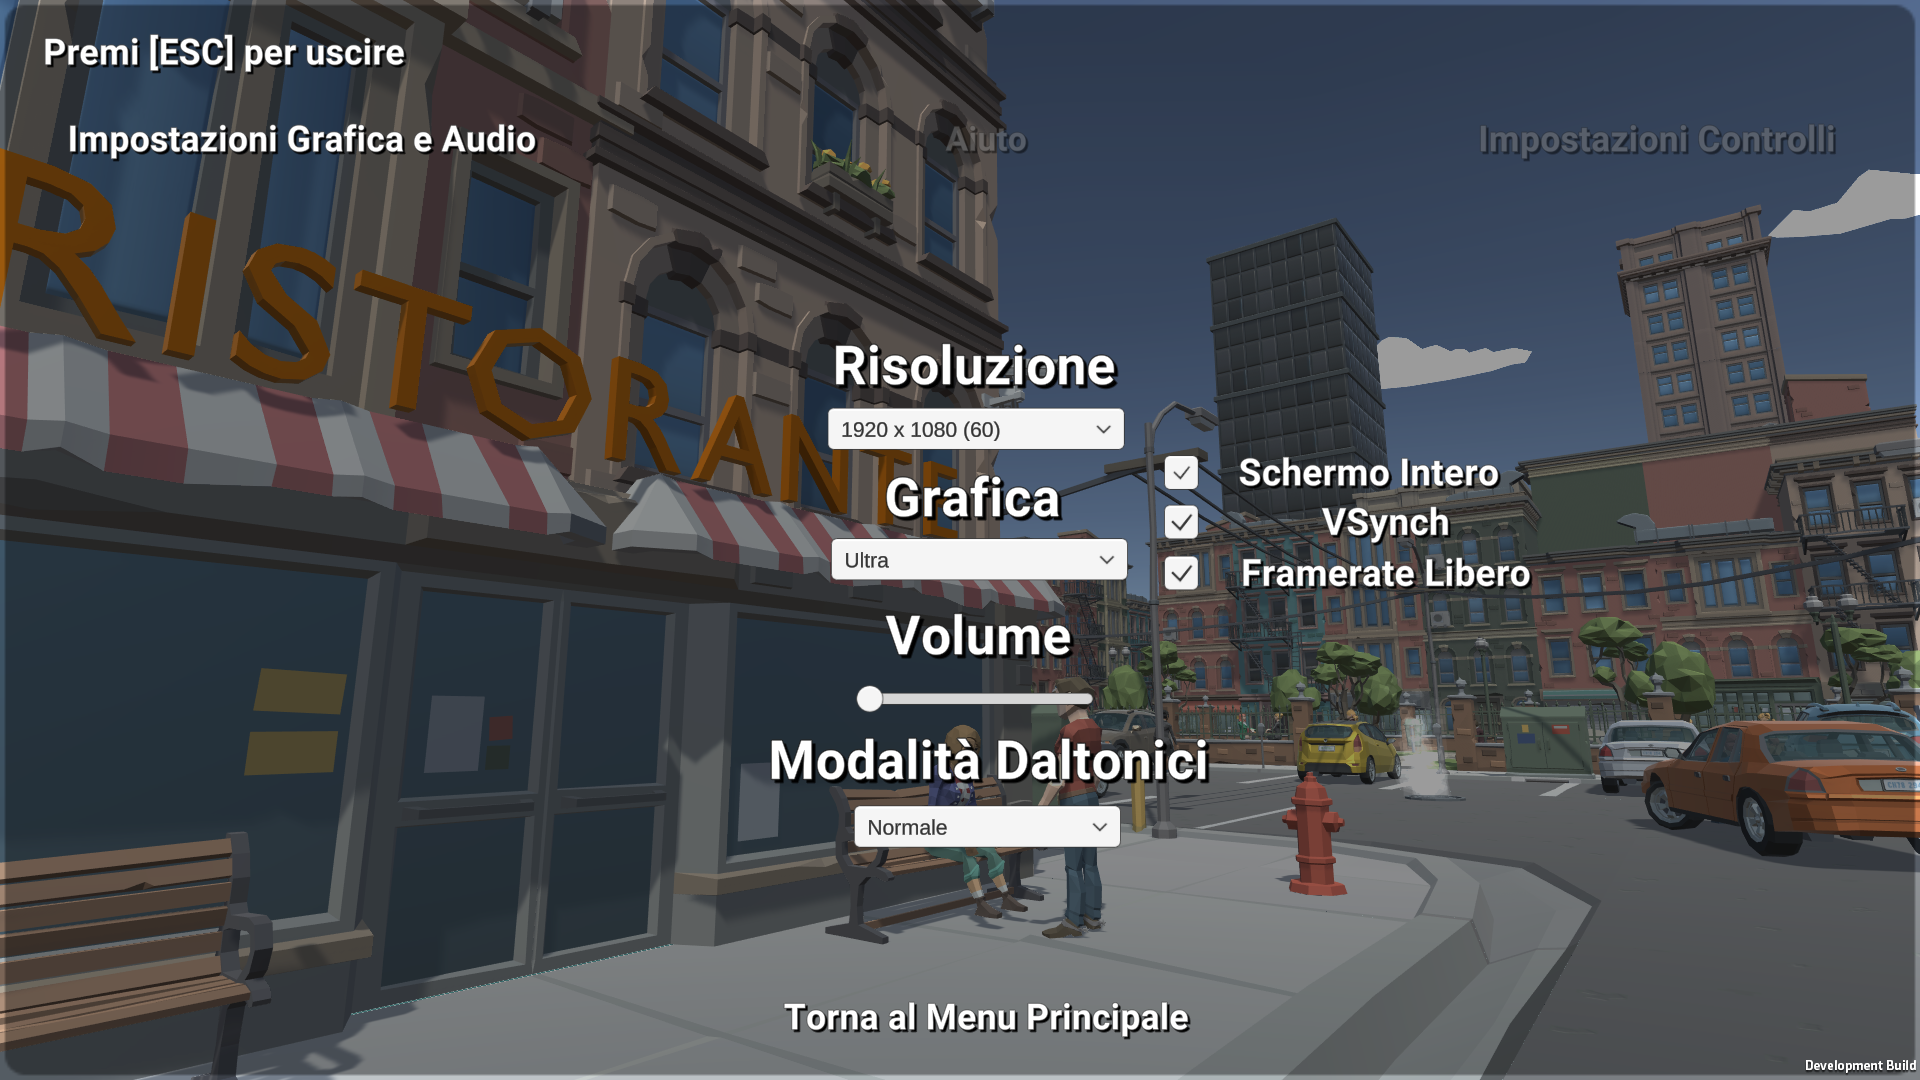 Premi [ESC] per uscire
Impostazioni Grafica e Audio
Aiuto
Impostazioni Controlli
RISTORANTE
Risoluzione
1920 x 1080 (60)
Schermo Intero
Grafica
VSynch
Ultra
Framerate Libero
Volume
Modalità Daltonici
Normale
Torna al Menu Principale
Development Build